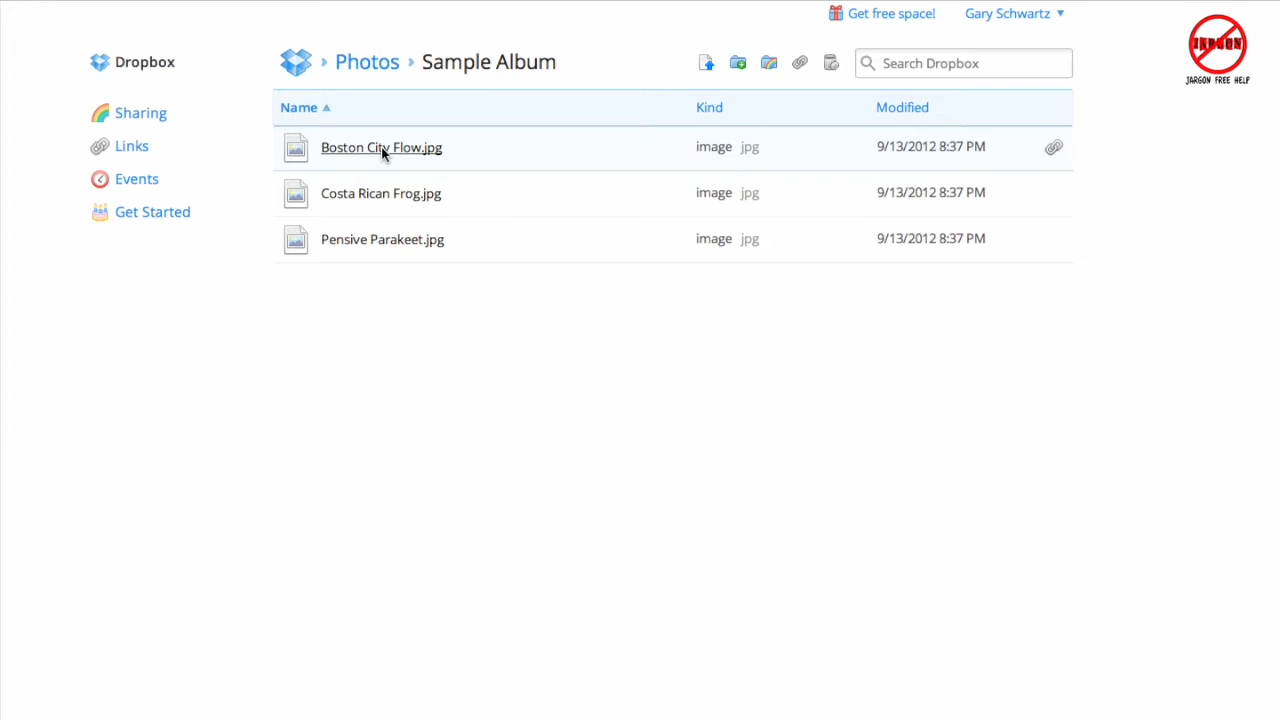 Get free space! Gary Schwartz
JARGON
JARGON FREE HELP
Dropbox
Photos › Sample Album
Search Dropbox
Sharing
Links
Events
Get Started
Name Kind Modified
Boston City Flow.jpg image jpg 9/13/2012 8:37 PM
Costa Rican Frog.jpg image jpg 9/13/2012 8:37 PM
Pensive Parakeet.jpg image jpg 9/13/2012 8:37 PM